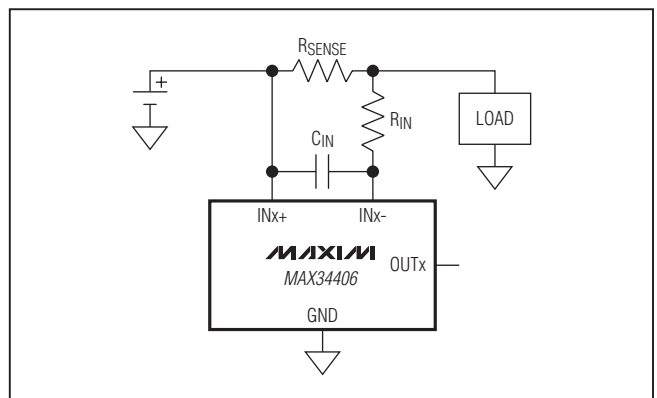 RSENSE
+
RIN
LOAD
CIN
INx+ INx-
MAXIM
MAX34406
OUTx
GND